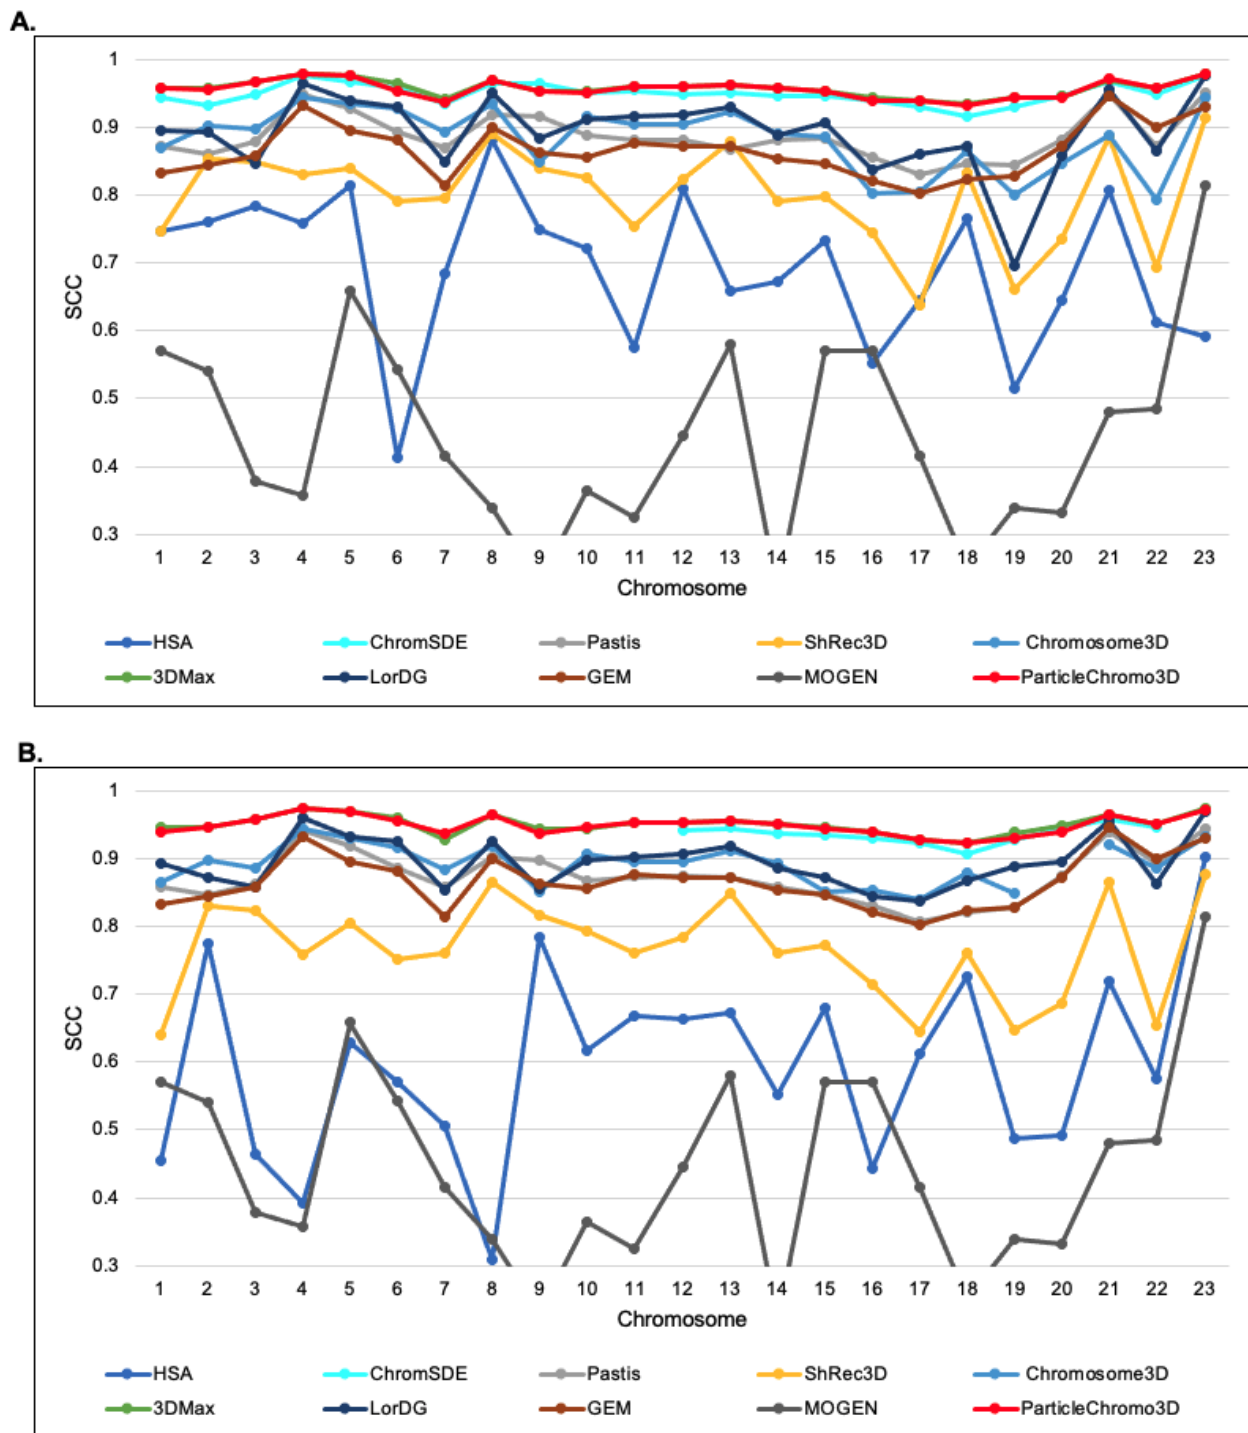 A.
1
0.9
0.8
0.7
0.6
0.5
0.4
0.3
SCC
1 2 3 4 5 6 7 8 9 10 11 12 13 14 15 16 17 18 19 20 21 22 23
Chromosome
HSA ChromSDE Pastis ShRec3D Chromosome3D
3DMax LorDG GEM MOGEN ParticleChromo3D
B.
1
0.9
0.8
0.7
0.6
0.5
0.4
0.3
SCC
1 2 3 4 5 6 7 8 9 10 11 12 13 14 15 16 17 18 19 20 21 22 23
Chromosome
HSA ChromSDE Pastis ShRec3D Chromosome3D
3DMax LorDG GEM MOGEN ParticleChromo3D